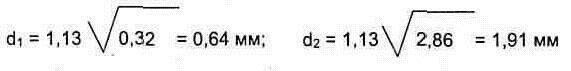 d₁ = 1,13 √0,32 = 0,64 мм; d₂ = 1,13 √2,86 = 1,91 мм